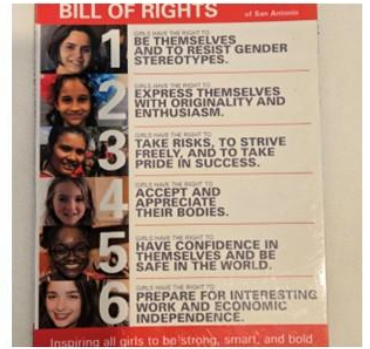 BILL OF RIGHTS
of San Antonio
1
GIRLS HAVE THE RIGHT TO
BE THEMSELVES
AND TO RESIST GENDER
STEREOTYPES.
2
GIRLS HAVE THE RIGHT TO
EXPRESS THEMSELVES
WITH ORIGINALITY AND
ENTHUSIASM.
3
GIRLS HAVE THE RIGHT TO
TAKE RISKS, TO STRIVE
FREELY, AND TO TAKE
PRIDE IN SUCCESS.
4
GIRLS HAVE THE RIGHT TO
ACCEPT AND
APPRECIATE
THEIR BODIES.
5
GIRLS HAVE THE RIGHT TO
HAVE CONFIDENCE IN
THEMSELVES AND BE
SAFE IN THE WORLD.
6
GIRLS HAVE THE RIGHT TO
PREPARE FOR INTERESTING
WORK AND ECONOMIC
INDEPENDENCE.
Inspiring all girls to be strong, smart, and bold